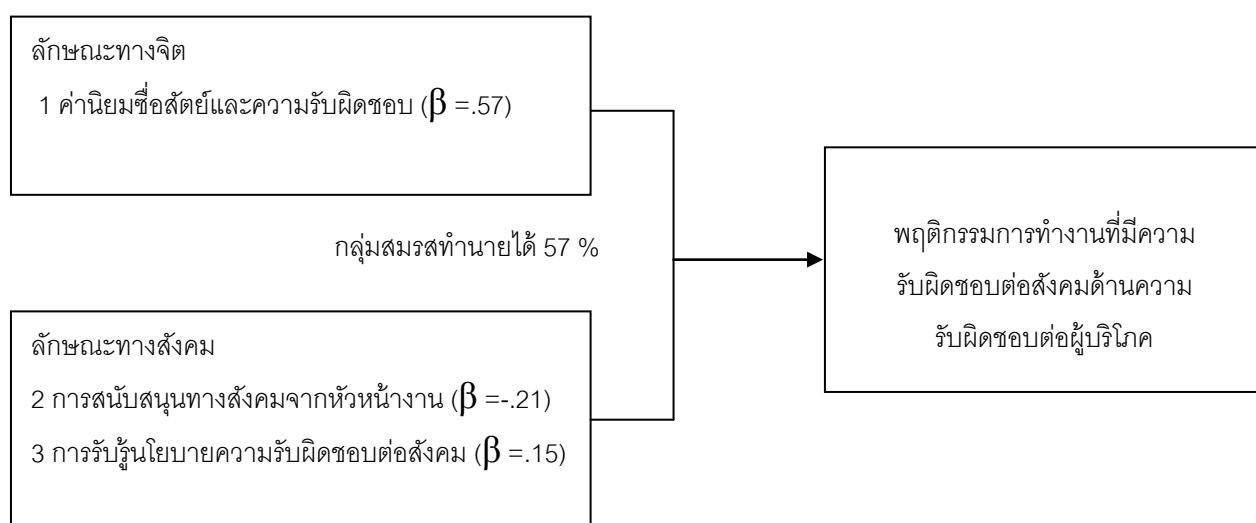 ลักษณะทางจิต
1 ค่านิยมซื่อสัตย์และความรับผิดชอบ (β =.57)
กลุ่มสมรสทำนายได้ 57 %
ลักษณะทางสังคม
2 การสนับสนุนทางสังคมจากหัวหน้างาน (β =-.21)
3 การรับรู้นโยบายความรับผิดชอบต่อสังคม (β =.15)
พฤติกรรมการทำงานที่มีความ
รับผิดชอบต่อสังคมด้านความ
รับผิดชอบต่อผู้บริโภค